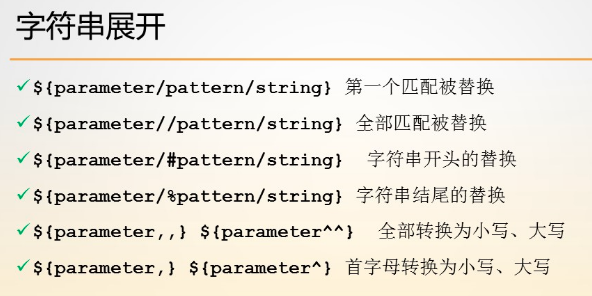 字符串展开
✓${parameter/pattern/string} 第一个匹配被替换
✓${parameter//pattern/string} 全部匹配被替换
✓${parameter/#pattern/string} 字符串开头的替换
✓${parameter/%pattern/string} 字符串结尾的替换
✓${parameter,,} ${parameter^^} 全部转换为小写、大写
✓${parameter,} ${parameter^} 首字母转换为小写、大写